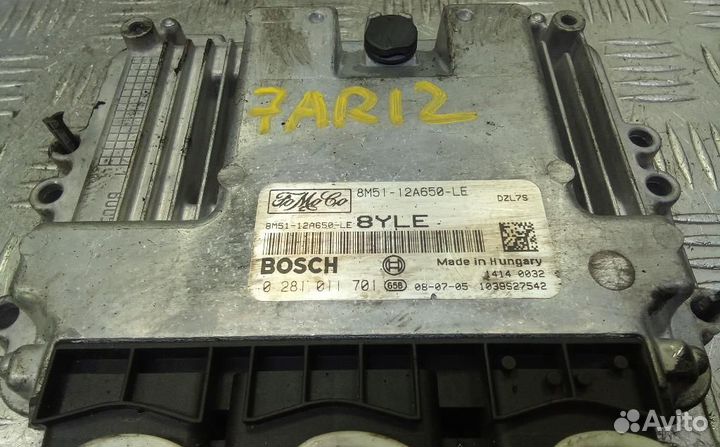 7AR12
FoMoCo 8M51-12A650-LE
DZL7S
8M51-12A650-LE 8YLE
BOSCH Made in Hungary
1414 0032
0 281 011 701 G5B 08-07-05 1039S27542
Avito